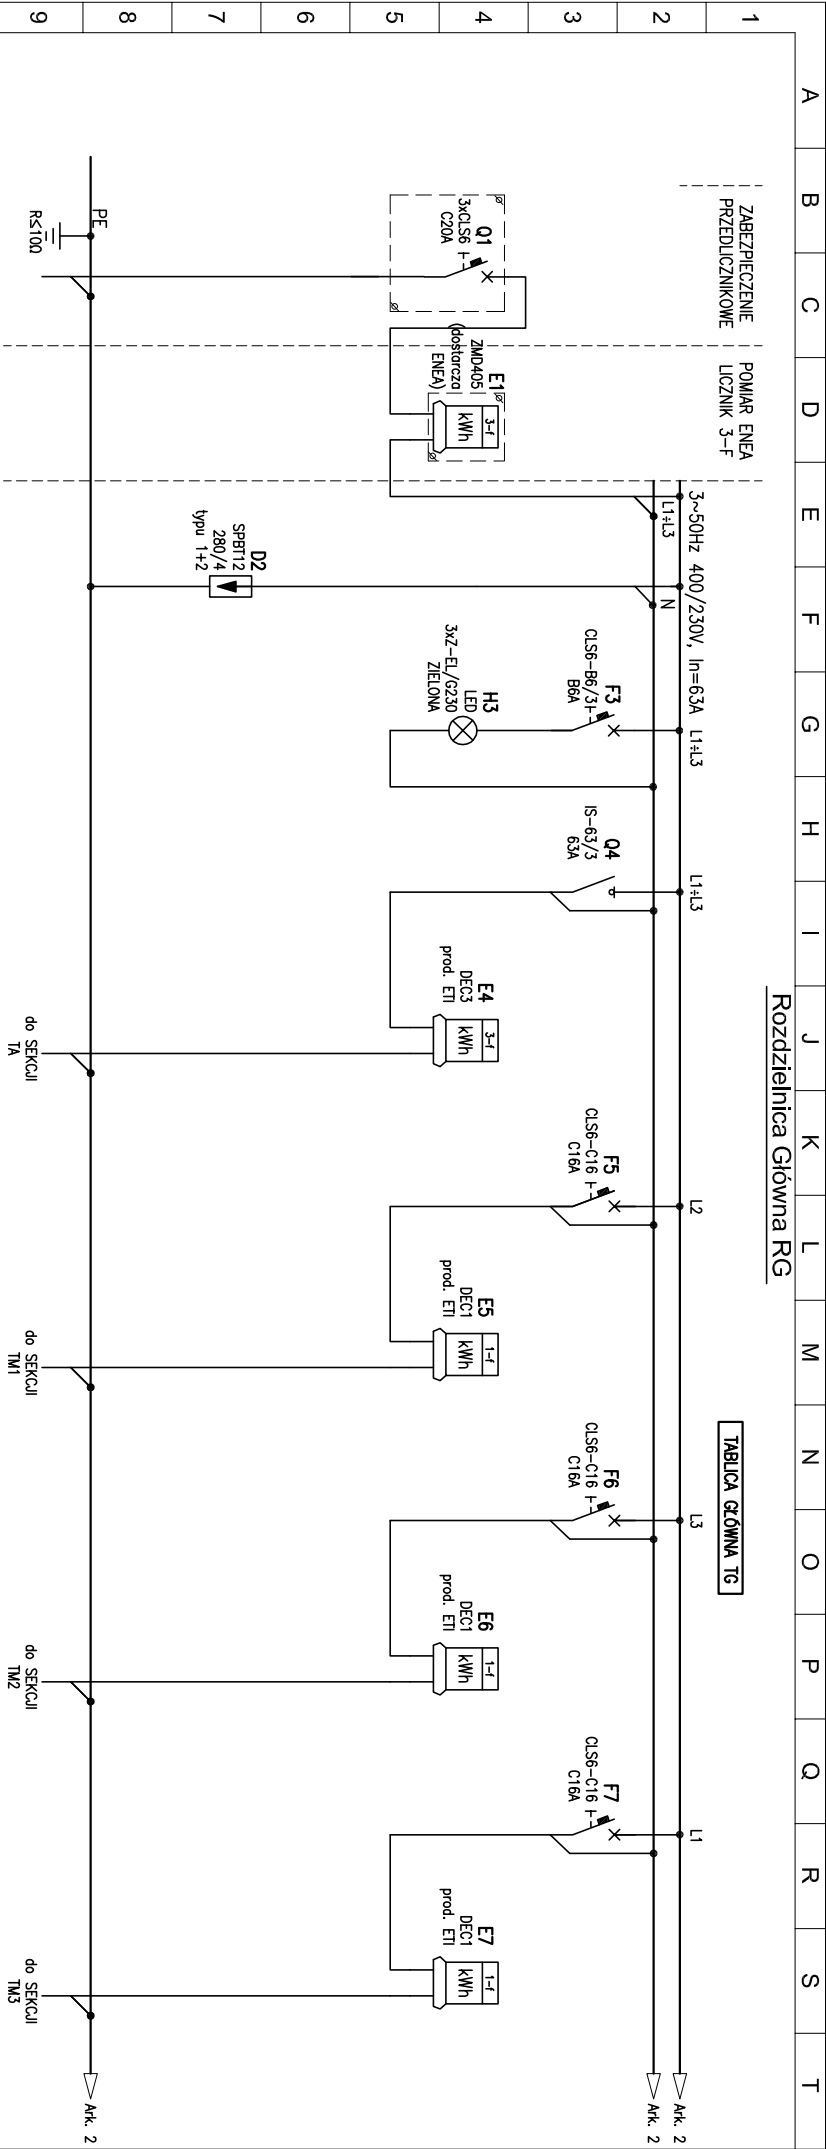 A
B
C
D
E
F
G
H
I
J
K
L
M
N
O
P
Q
R
S
T
1
2
3
4
5
6
7
8
9
Rozdzielnica Główna RG
ZABEZPIECZENIE
PRZEDLICZNIKOWE
POMIAR ENEA
LICZNIK 3-F
TABLICA GŁÓWNA TG
3~50Hz 400/230V, In=63A
L1÷L3
N
L1÷L3
L1÷L3
L2
L3
L1
Ark. 2
Ark. 2
Q1
3xCLS6
C20A
E1
ZMD405
(dostarcza
ENEA)
3-f
kWh
D2
SPBT12
280/4
typu 1+2
F3
CLS6-B6/3
B6A
H3
LED
3xZ-EL/G230
ZIELONA
Q4
IS-63/3
63A
E4
DEC3
prod. ETI
3-f
kWh
F5
CLS6-C16
C16A
E5
DEC1
prod. ETI
1-f
kWh
F6
CLS6-C16
C16A
E6
DEC1
prod. ETI
1-f
kWh
F7
CLS6-C16
C16A
E7
DEC1
prod. ETI
1-f
kWh
PE
R≤10Ω
Ark. 2
do SEKCJI
TA
do SEKCJI
TM1
do SEKCJI
TM2
do SEKCJI
TM3